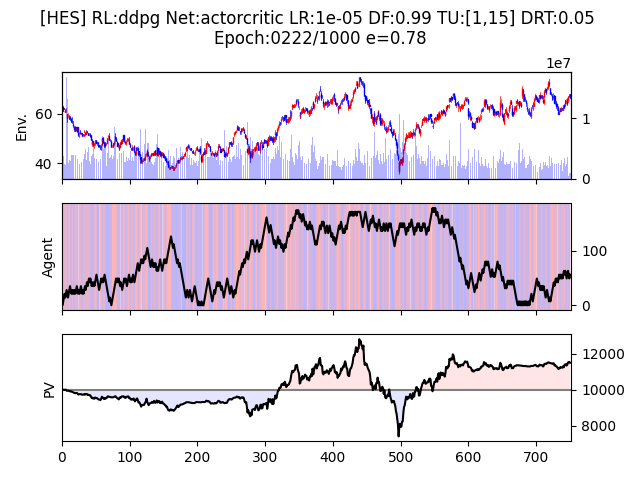 [HES] RL:ddpg Net:actorcritic LR:1e-05 DF:0.99 TU:[1,15] DRT:0.05
Epoch:0222/1000 e=0.78
1e7
Env.
60
40
1
0
Agent
100
0
PV
12000
10000
8000
0 100 200 300 400 500 600 700